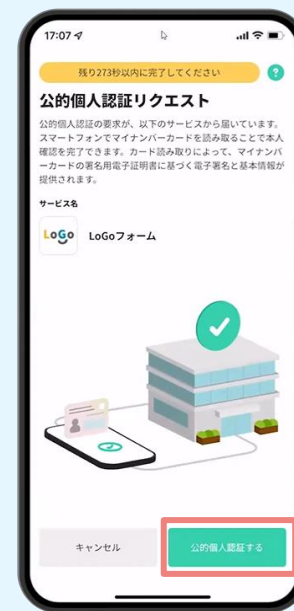 17:07
残り273秒以内に完了してください
?
公的個人認証リクエスト
公的個人認証の要求が、以下のサービスから届いています。
スマートフォンでマイナンバーカードを読み取ることで本人
確認を完了できます。カード読み取りによって、マイナンバ
ーカードの署名用電子証明書に基づく電子署名と基本情報が
提供されます。
サービス名
LoGo
LoGoフォーム
キャンセル
公的個人認証する